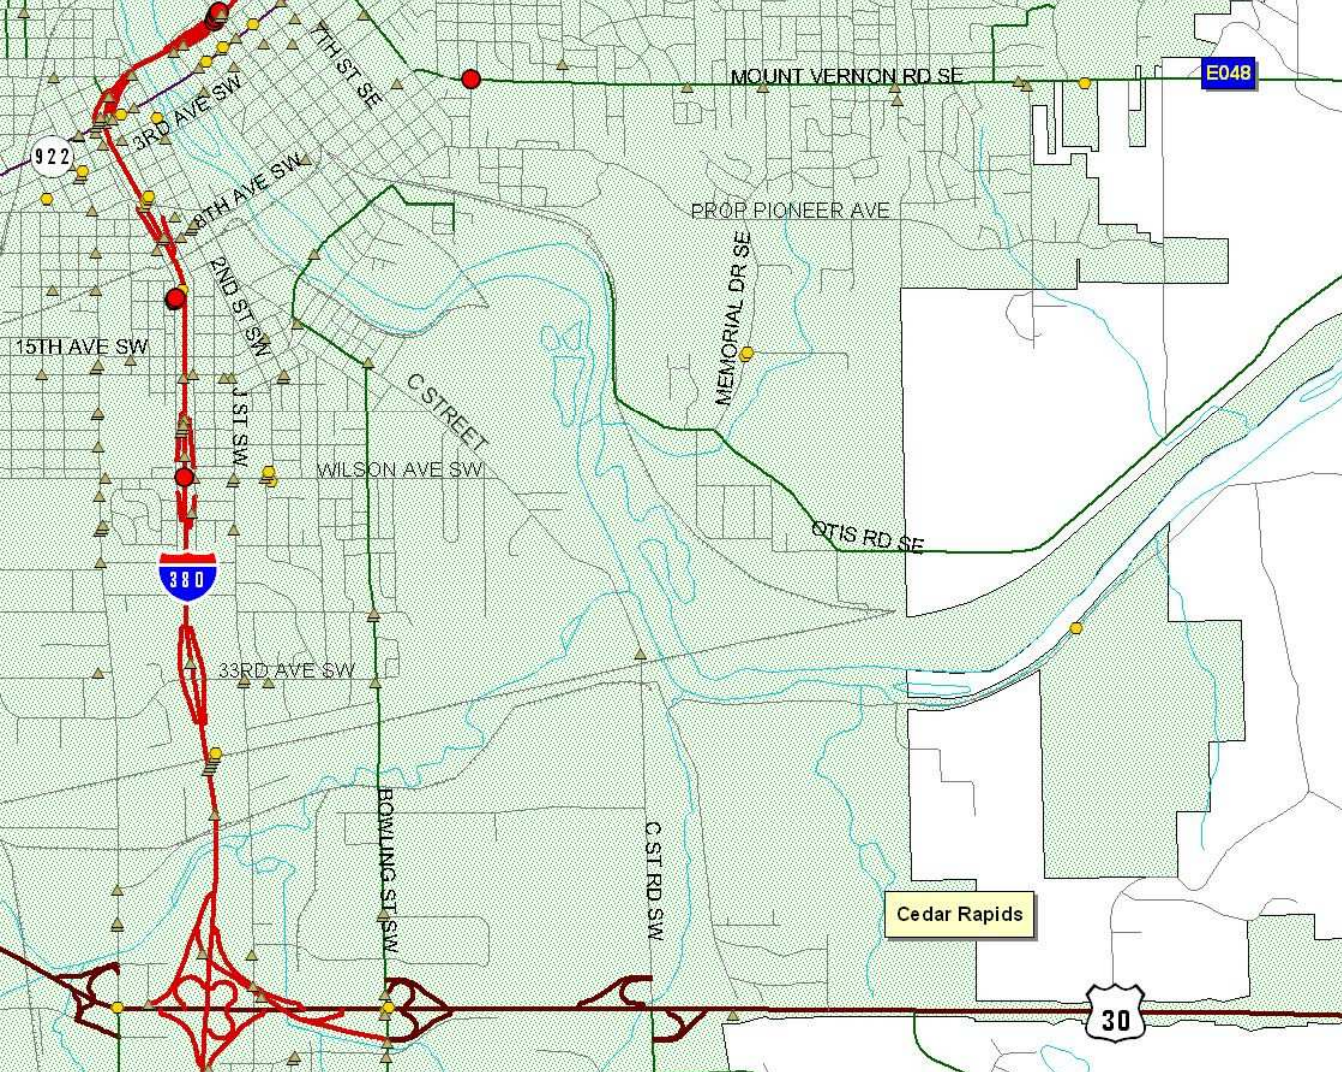 7TH ST SE
MOUNT VERNON RD SE
E048
3RD AVE SW
922
8TH AVE SW
PROP PIONEER AVE
MEMORIAL DR SE
2ND ST SW
15TH AVE SW
C STREET
J ST SW
WILSON AVE SW
OTIS RD SE
380
33RD AVE SW
BOWLING ST SW
C ST RD SW
Cedar Rapids
30